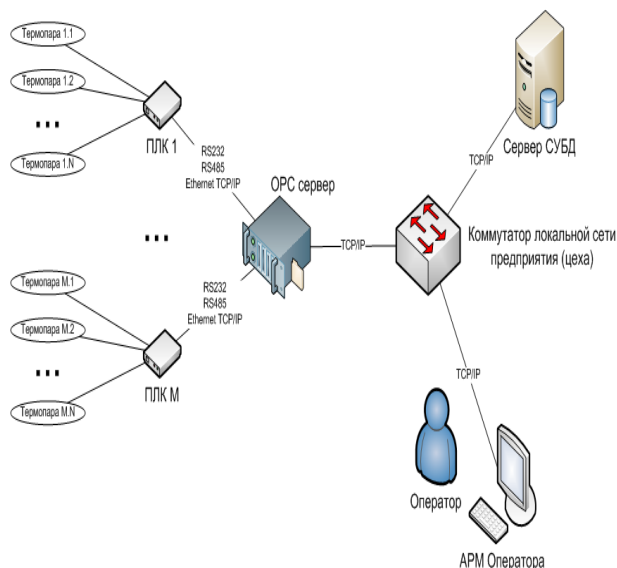 Термопара 1.1
Термопара 1.2
...
Термопара 1.N
ПЛК 1
RS232
RS485
Ethernet TCP/IP
OPC сервер
Сервер СУБД
TCP/IP
TCP/IP
Коммутатор локальной сети
предприятия (цеха)
...
Термопара M.1
Термопара M.2
...
Термопара M.N
ПЛК М
RS232
RS485
Ethernet TCP/IP
TCP/IP
Оператор
АРМ Оператора